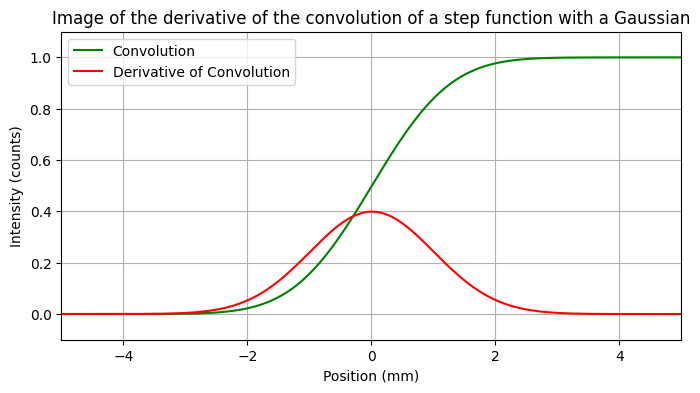 Image of the derivative of the convolution of a step function with a Gaussian
Convolution
Derivative of Convolution
Intensity (counts)
1.0
0.8
0.6
0.4
0.2
0.0
−4
−2
0
2
4
Position (mm)